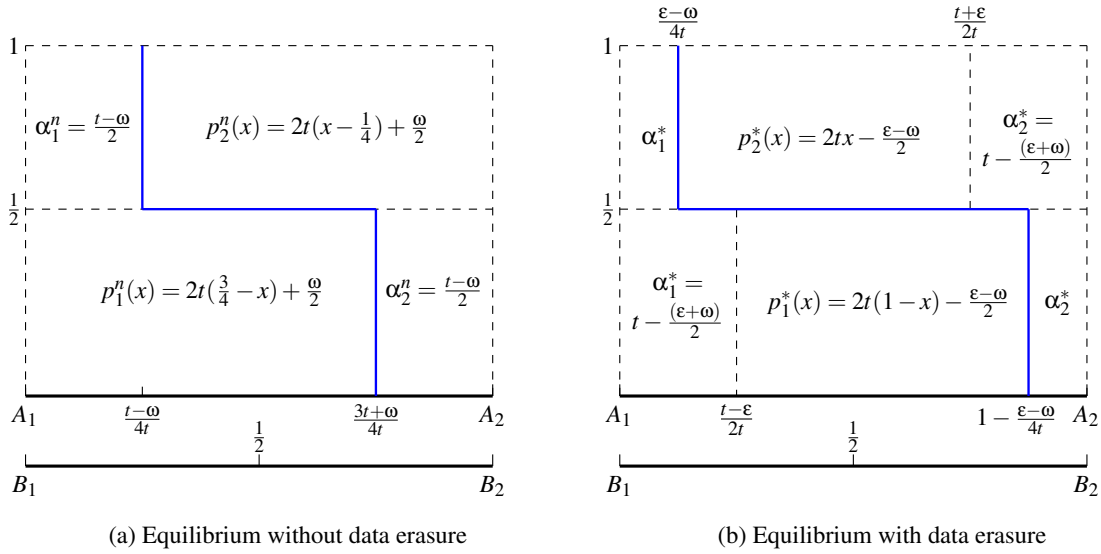 1
α₁ⁿ = (t−ω)/2
p₂ⁿ(x) = 2t(x − 1/4) + ω/2
1/2
p₁ⁿ(x) = 2t(3/4 − x) + ω/2
α₂ⁿ = (t−ω)/2
A₁ (t−ω)/4t (3t+ω)/4t A₂
1/2
B₁ B₂
(a) Equilibrium without data erasure
(ε−ω)/4t (t+ε)/2t
1
α₁*
p₂*(x) = 2tx − (ε−ω)/2
α₂* =
t − (ε+ω)/2
1/2
α₁* =
t − (ε+ω)/2
p₁*(x) = 2t(1 − x) − (ε−ω)/2
α₂*
A₁ (t−ε)/2t 1 − (ε−ω)/4t A₂
1/2
B₁ B₂
(b) Equilibrium with data erasure